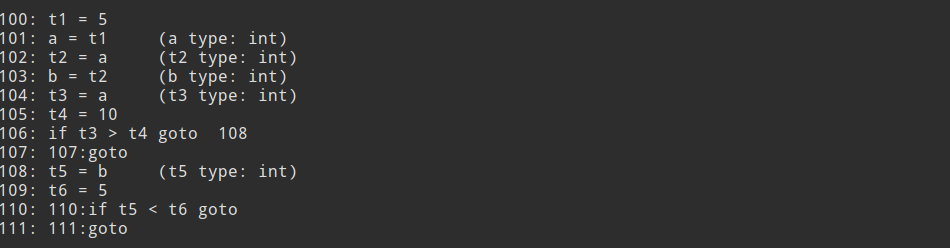 100: t1 = 5
101: a = t1     (a type: int)
102: t2 = a     (t2 type: int)
103: b = t2     (b type: int)
104: t3 = a     (t3 type: int)
105: t4 = 10
106: if t3 > t4 goto  108
107: 107:goto
108: t5 = b     (t5 type: int)
109: t6 = 5
110: 110:if t5 < t6 goto
111: 111:goto